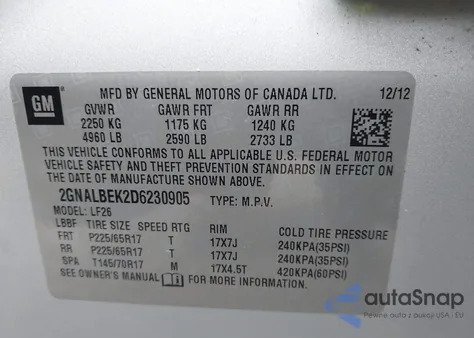 GM
MFD BY GENERAL MOTORS OF CANADA LTD. 12/12
GVWR GAWR FRT GAWR RR
2250 KG 1175 KG 1240 KG
4960 LB 2590 LB 2733 LB
THIS VEHICLE CONFORMS TO ALL APPLICABLE U.S. FEDERAL MOTOR
VEHICLE SAFETY AND THEFT PREVENTION STANDARDS IN EFFECT ON
THE DATE OF MANUFACTURE SHOWN ABOVE.
2GNALBEK2D6230905 TYPE: M.P.V.
MODEL: LF26
LBBF TIRE SIZE SPEED RTG RIM COLD TIRE PRESSURE
FRT P225/65R17 T 17X7J 240KPA(35PSI)
RR P225/65R17 T 17X7J 240KPA(35PSI)
SPA T145/70R17 M 17X4.5T 420KPA(60PSI)
SEE OWNER'S MANUAL FOR MORE INFORMATION.
autoSnap
Pewne auta z USA i EU